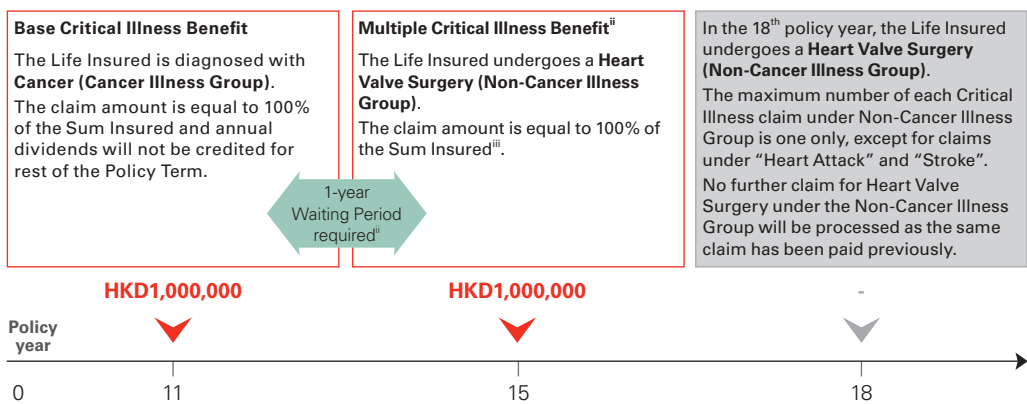 Base Critical Illness Benefit
The Life Insured is diagnosed with
Cancer (Cancer Illness Group).
The claim amount is equal to 100%
of the Sum Insured and annual
dividends will not be credited for
rest of the Policy Term.
Multiple Critical Illness Benefitⁱⁱ
The Life Insured undergoes a Heart
Valve Surgery (Non-Cancer Illness
Group).
The claim amount is equal to 100% of
the Sum Insuredⁱⁱⁱ.
1-year
Waiting Period
requiredⁱⁱ
In the 18ᵗʰ policy year, the Life Insured
undergoes a Heart Valve Surgery
(Non-Cancer Illness Group).
The maximum number of each Critical
Illness claim under Non-Cancer Illness
Group is one only, except for claims
under “Heart Attack” and “Stroke”.
No further claim for Heart Valve
Surgery under the Non-Cancer Illness
Group will be processed as the same
claim has been paid previously.
HKD1,000,000
HKD1,000,000
-
Policy
year
0
11
15
18